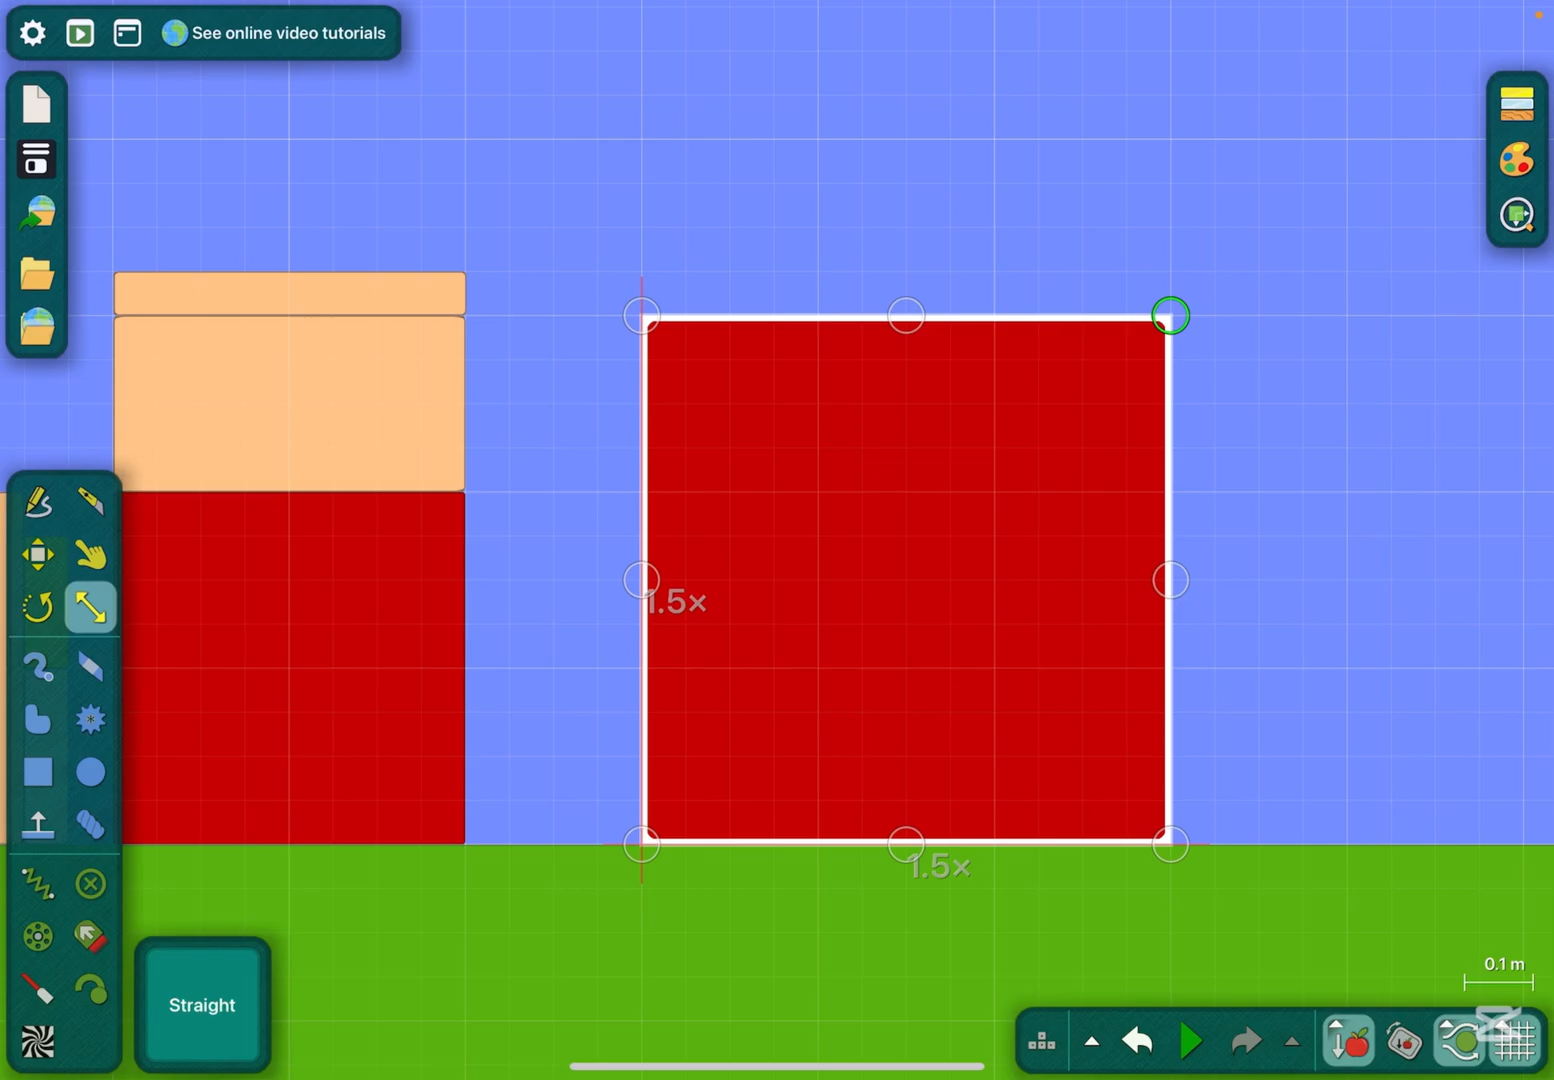 See online video tutorials
1.5×
1.5×
Straight
0.1 m